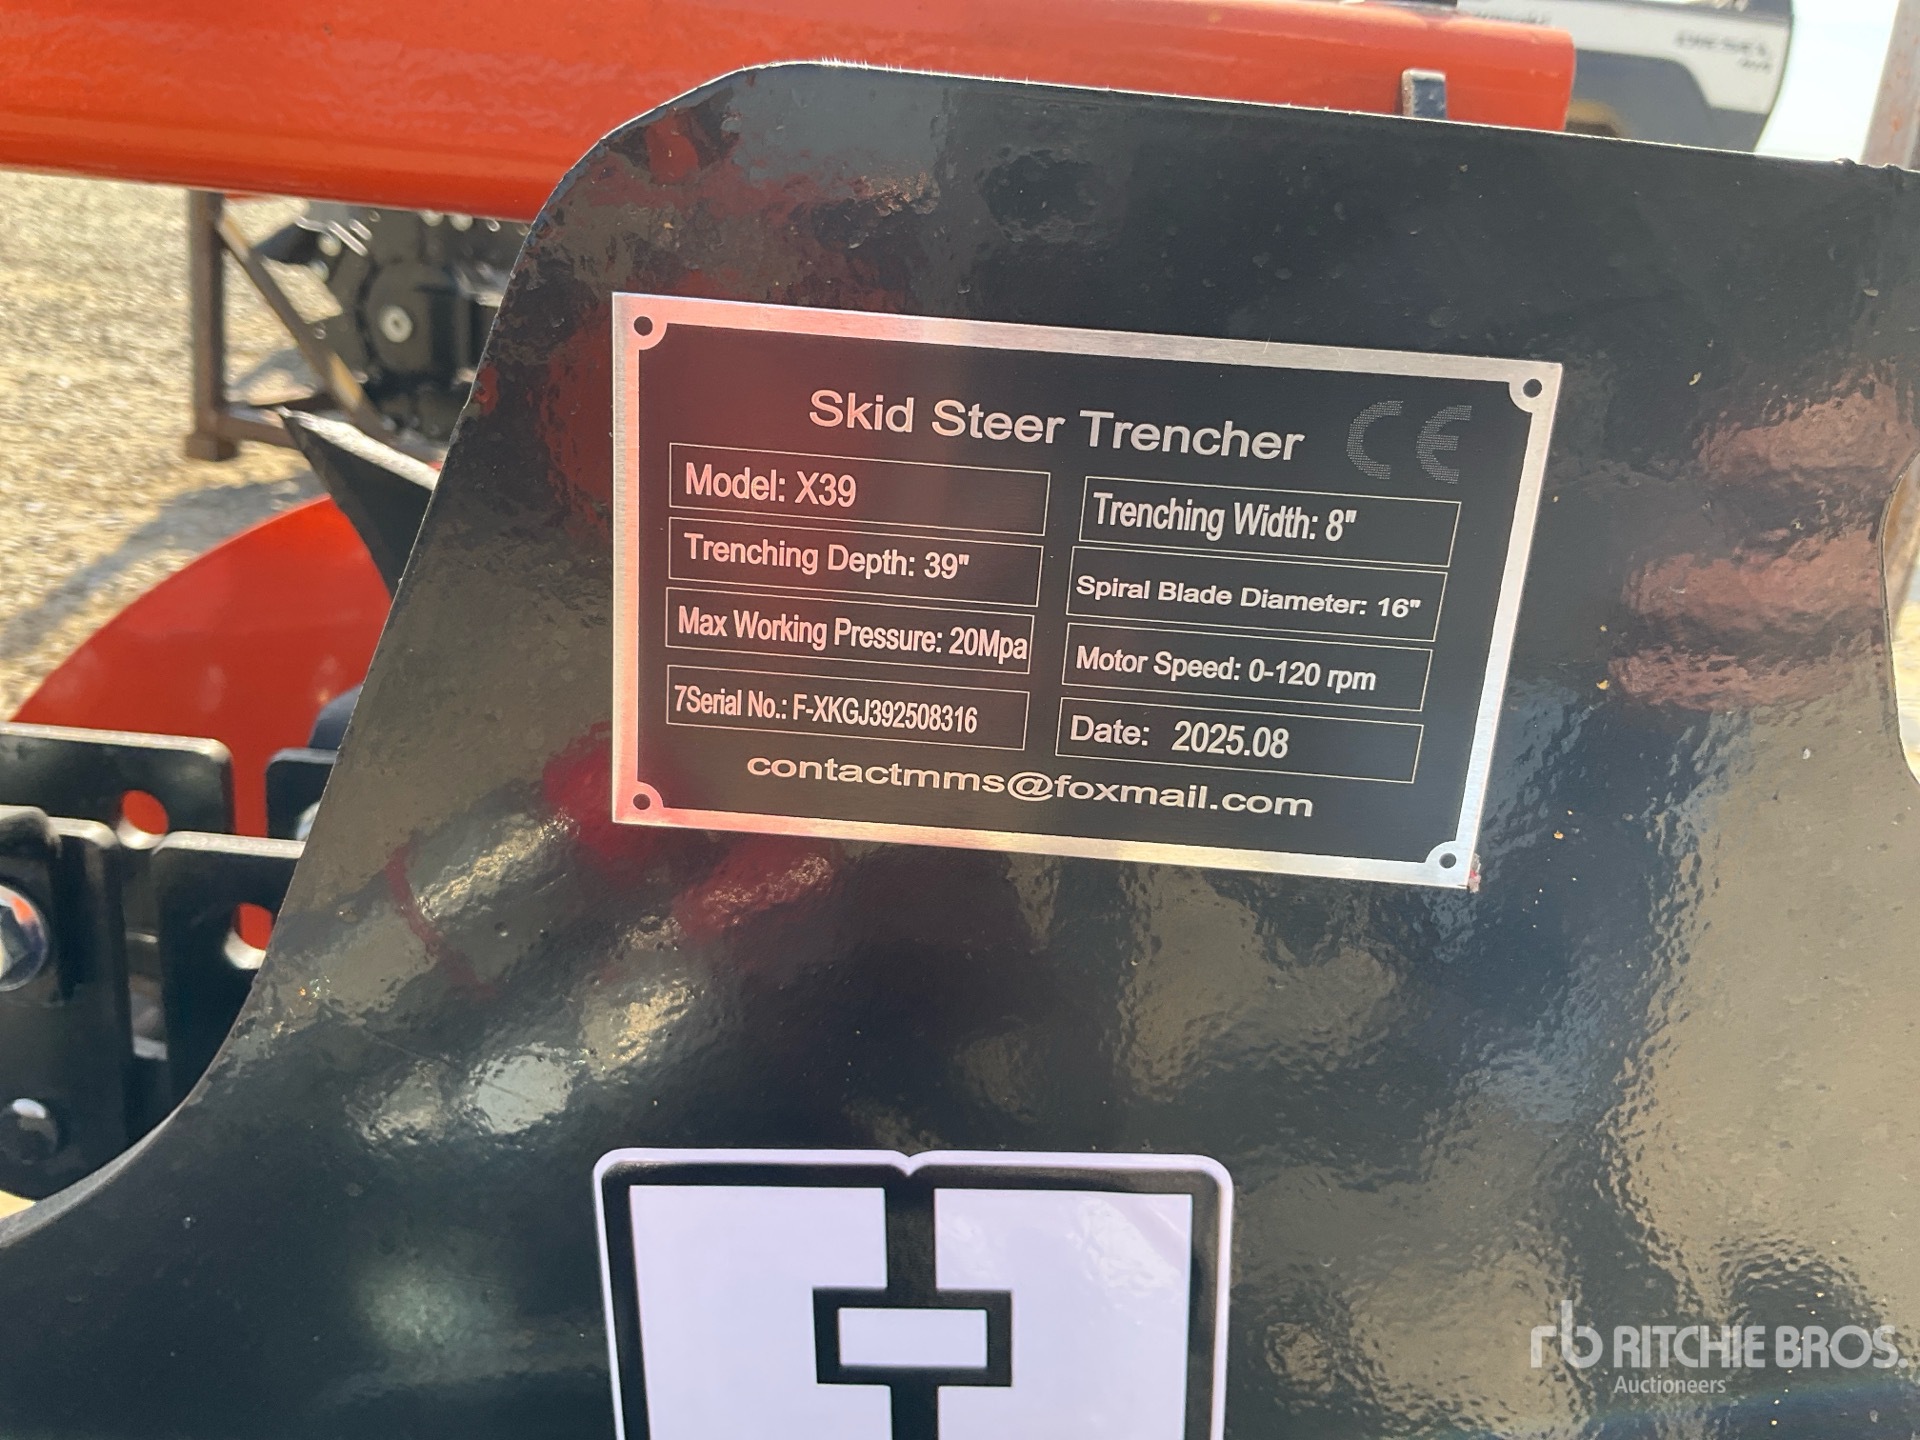 Skid Steer Trencher CE
Model: X39
Trenching Width: 8"
Trenching Depth: 39"
Spiral Blade Diameter: 16"
Max Working Pressure: 20Mpa
Motor Speed: 0-120 rpm
7Serial No.: F-XKGJ392508316
Date: 2025.08
contactmms@foxmail.com
rb RITCHIE BROS.
Auctioneers